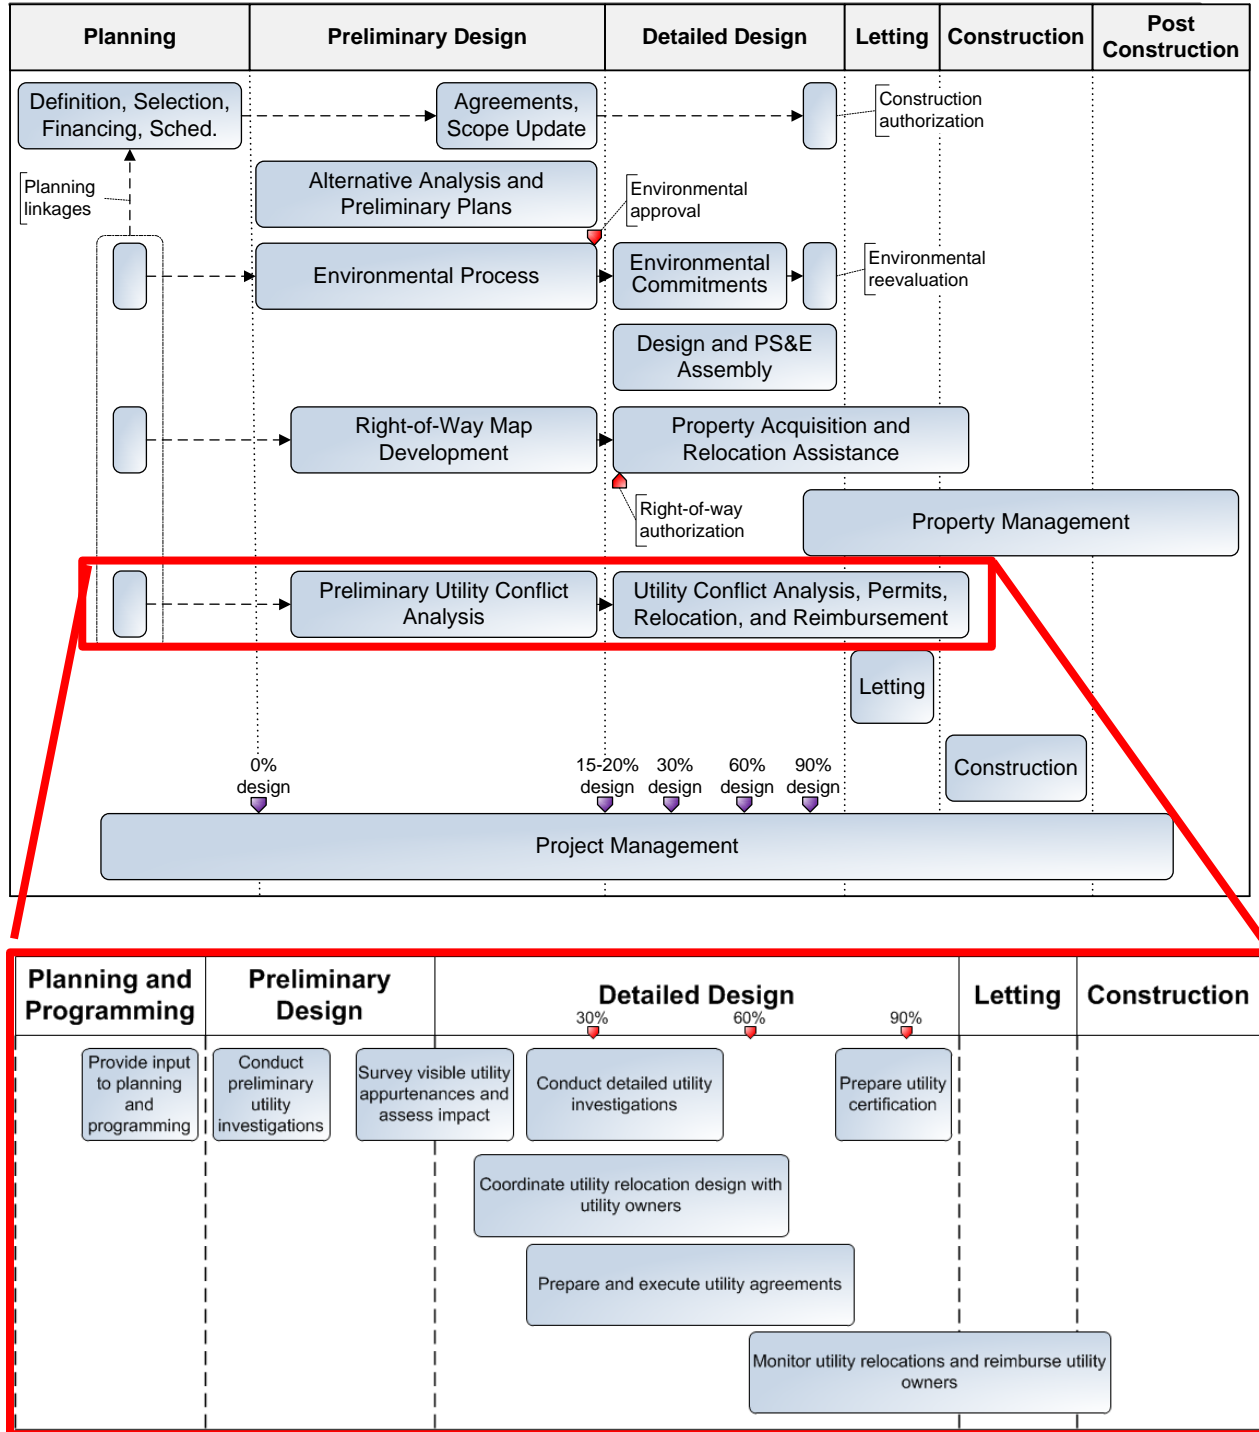 Planning
Preliminary Design
Detailed Design
Letting
Construction
Post
Construction
Definition, Selection,
Financing, Sched.
Agreements,
Scope Update
Construction
authorization
Planning
linkages
Alternative Analysis and
Preliminary Plans
Environmental
approval
Environmental Process
Environmental
Commitments
Environmental
reevaluation
Design and PS&E
Assembly
Right-of-Way Map
Development
Property Acquisition and
Relocation Assistance
Right-of-way
authorization
Property Management
Preliminary Utility Conflict
Analysis
Utility Conflict Analysis, Permits,
Relocation, and Reimbursement
Letting
Construction
0%
design
15-20%
design
30%
design
60%
design
90%
design
Project Management
Planning and
Programming
Preliminary
Design
Detailed Design
Letting
Construction
30%
60%
90%
Provide input
to planning
and
programming
Conduct
preliminary
utility
investigations
Survey visible utility
appurtenances and
assess impact
Conduct detailed utility
investigations
Prepare utility
certification
Coordinate utility relocation design with
utility owners
Prepare and execute utility agreements
Monitor utility relocations and reimburse utility
owners